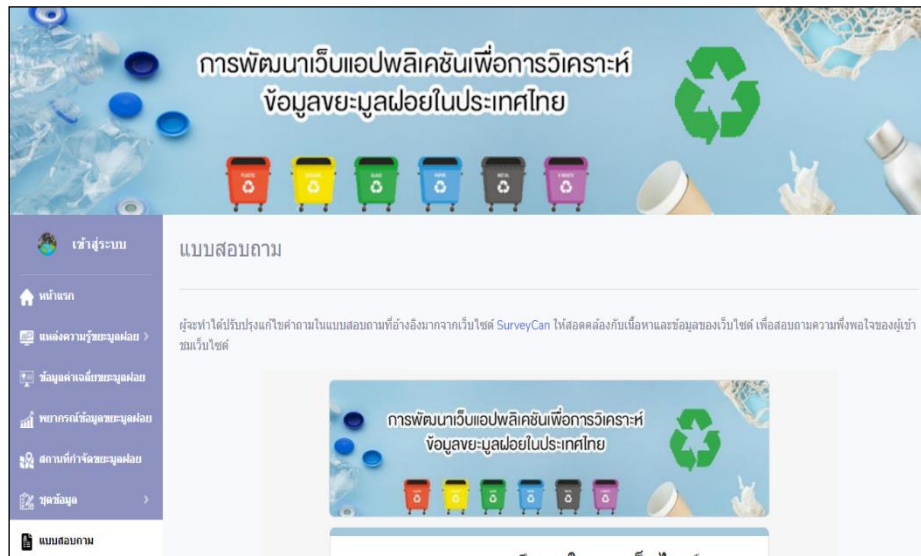 การพัฒนาเว็บแอปพลิเคชันเพื่อการวิเคราะห์
ข้อมูลขยะมูลฝอยในประเทศไทย
เข้าสู่ระบบ
หน้าแรก
แหล่งความรู้ขยะมูลฝอย
ข้อมูลค่าเฉลี่ยขยะมูลฝอย
พยากรณ์ข้อมูลขยะมูลฝอย
สถานที่กำจัดขยะมูลฝอย
ชุดข้อมูล
แบบสอบถาม
แบบสอบถาม
ผู้จะทำได้ปรับปรุงแก้ไขคำถามในแบบสอบถามที่อ้างอิงมากจากเว็บไซต์ SurveyCan ให้สอดคล้องกับเนื้อหาและข้อมูลของเว็บไซต์ เพื่อสอบถามความพึงพอใจของผู้เข้า
ชมเว็บไซต์
การพัฒนาเว็บแอปพลิเคชันเพื่อการวิเคราะห์
ข้อมูลขยะมูลฝอยในประเทศไทย